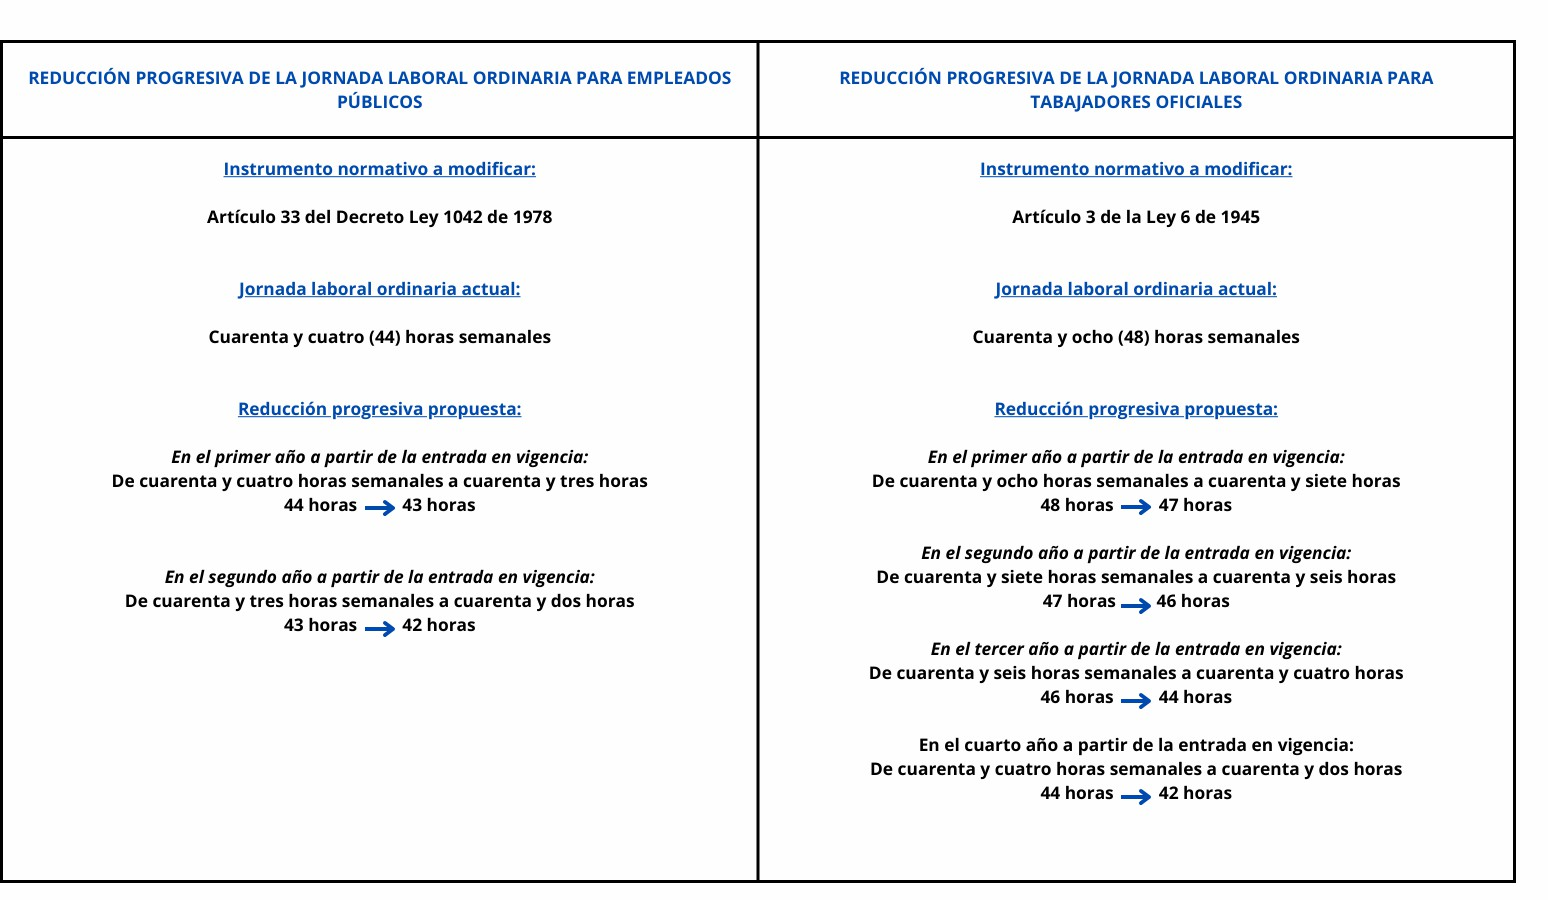 REDUCCIÓN PROGRESIVA DE LA JORNADA LABORAL ORDINARIA PARA EMPLEADOS
PÚBLICOS
Instrumento normativo a modificar:
Artículo 33 del Decreto Ley 1042 de 1978
Jornada laboral ordinaria actual:
Cuarenta y cuatro (44) horas semanales
Reducción progresiva propuesta:
En el primer año a partir de la entrada en vigencia:
De cuarenta y cuatro horas semanales a cuarenta y tres horas
44 horas → 43 horas
En el segundo año a partir de la entrada en vigencia:
De cuarenta y tres horas semanales a cuarenta y dos horas
43 horas → 42 horas
REDUCCIÓN PROGRESIVA DE LA JORNADA LABORAL ORDINARIA PARA
TABAJADORES OFICIALES
Instrumento normativo a modificar:
Artículo 3 de la Ley 6 de 1945
Jornada laboral ordinaria actual:
Cuarenta y ocho (48) horas semanales
Reducción progresiva propuesta:
En el primer año a partir de la entrada en vigencia:
De cuarenta y ocho horas semanales a cuarenta y siete horas
48 horas → 47 horas
En el segundo año a partir de la entrada en vigencia:
De cuarenta y siete horas semanales a cuarenta y seis horas
47 horas → 46 horas
En el tercer año a partir de la entrada en vigencia:
De cuarenta y seis horas semanales a cuarenta y cuatro horas
46 horas → 44 horas
En el cuarto año a partir de la entrada en vigencia:
De cuarenta y cuatro horas semanales a cuarenta y dos horas
44 horas → 42 horas